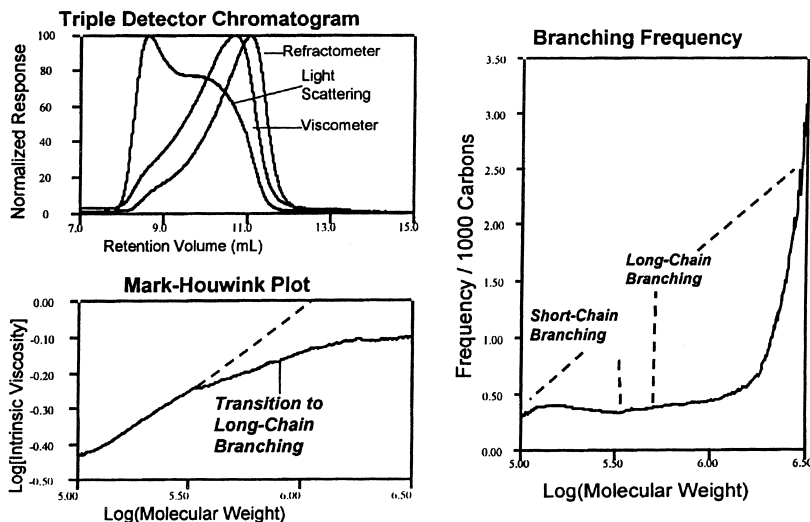 Triple Detector Chromatogram
Normalized Response
100
80
60
40
20
0
Refractometer
Light
Scattering
Viscometer
7.0 9.0 11.0 13.0 15.0
Retention Volume (mL)
Mark-Houwink Plot
Log[Intrinsic Viscosity]
0.00
-0.10
-0.20
-0.30
-0.40
-0.50
Transition to
Long-Chain
Branching
5.00 5.50 6.00 6.50
Log(Molecular Weight)
Branching Frequency
Frequency / 1000 Carbons
3.50
3.00
2.50
2.00
1.50
1.00
0.50
0.00
Long-Chain
Branching
Short-Chain
Branching
5.00 5.50 6.00 6.50
Log(Molecular Weight)